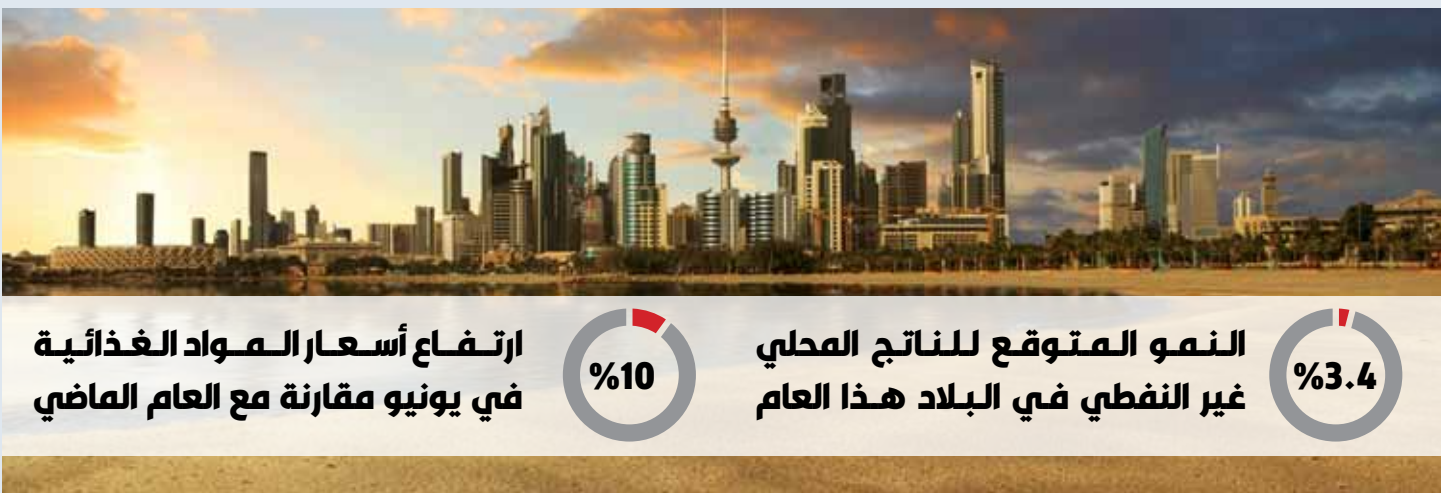 %3.4
النمو المتوقع للناتج المحلي
غير النفطي في البلاد هذا العام
%10
ارتفاع أسعار المواد الغذائية
في يونيو مقارنة مع العام الماضي